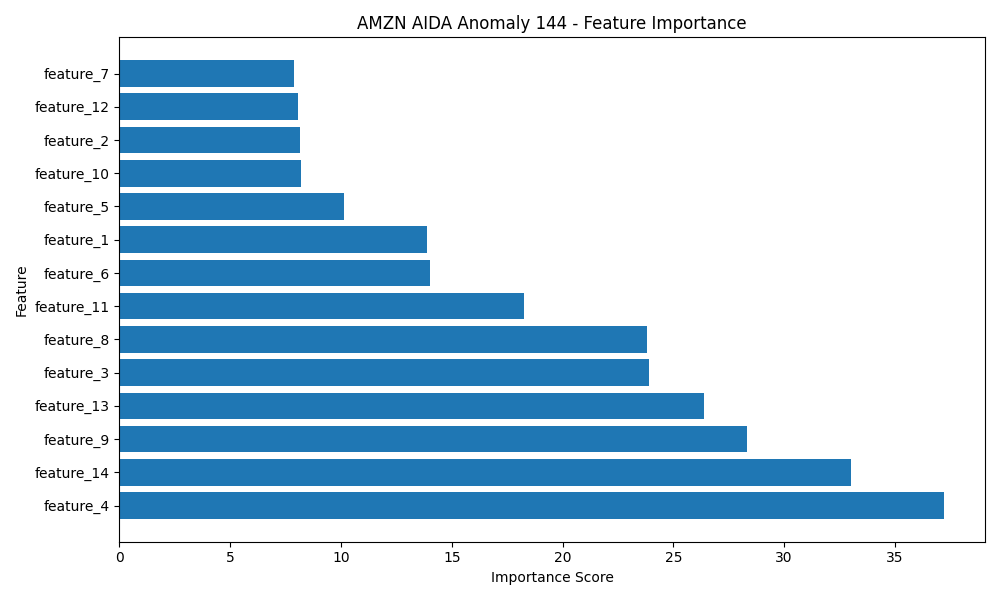 AMZN AIDA Anomaly 144 - Feature Importance
feature_7
feature_12
feature_2
feature_10
feature_5
feature_1
feature_6
feature_11
feature_8
feature_3
feature_13
feature_9
feature_14
feature_4
Feature
0 5 10 15 20 25 30 35
Importance Score